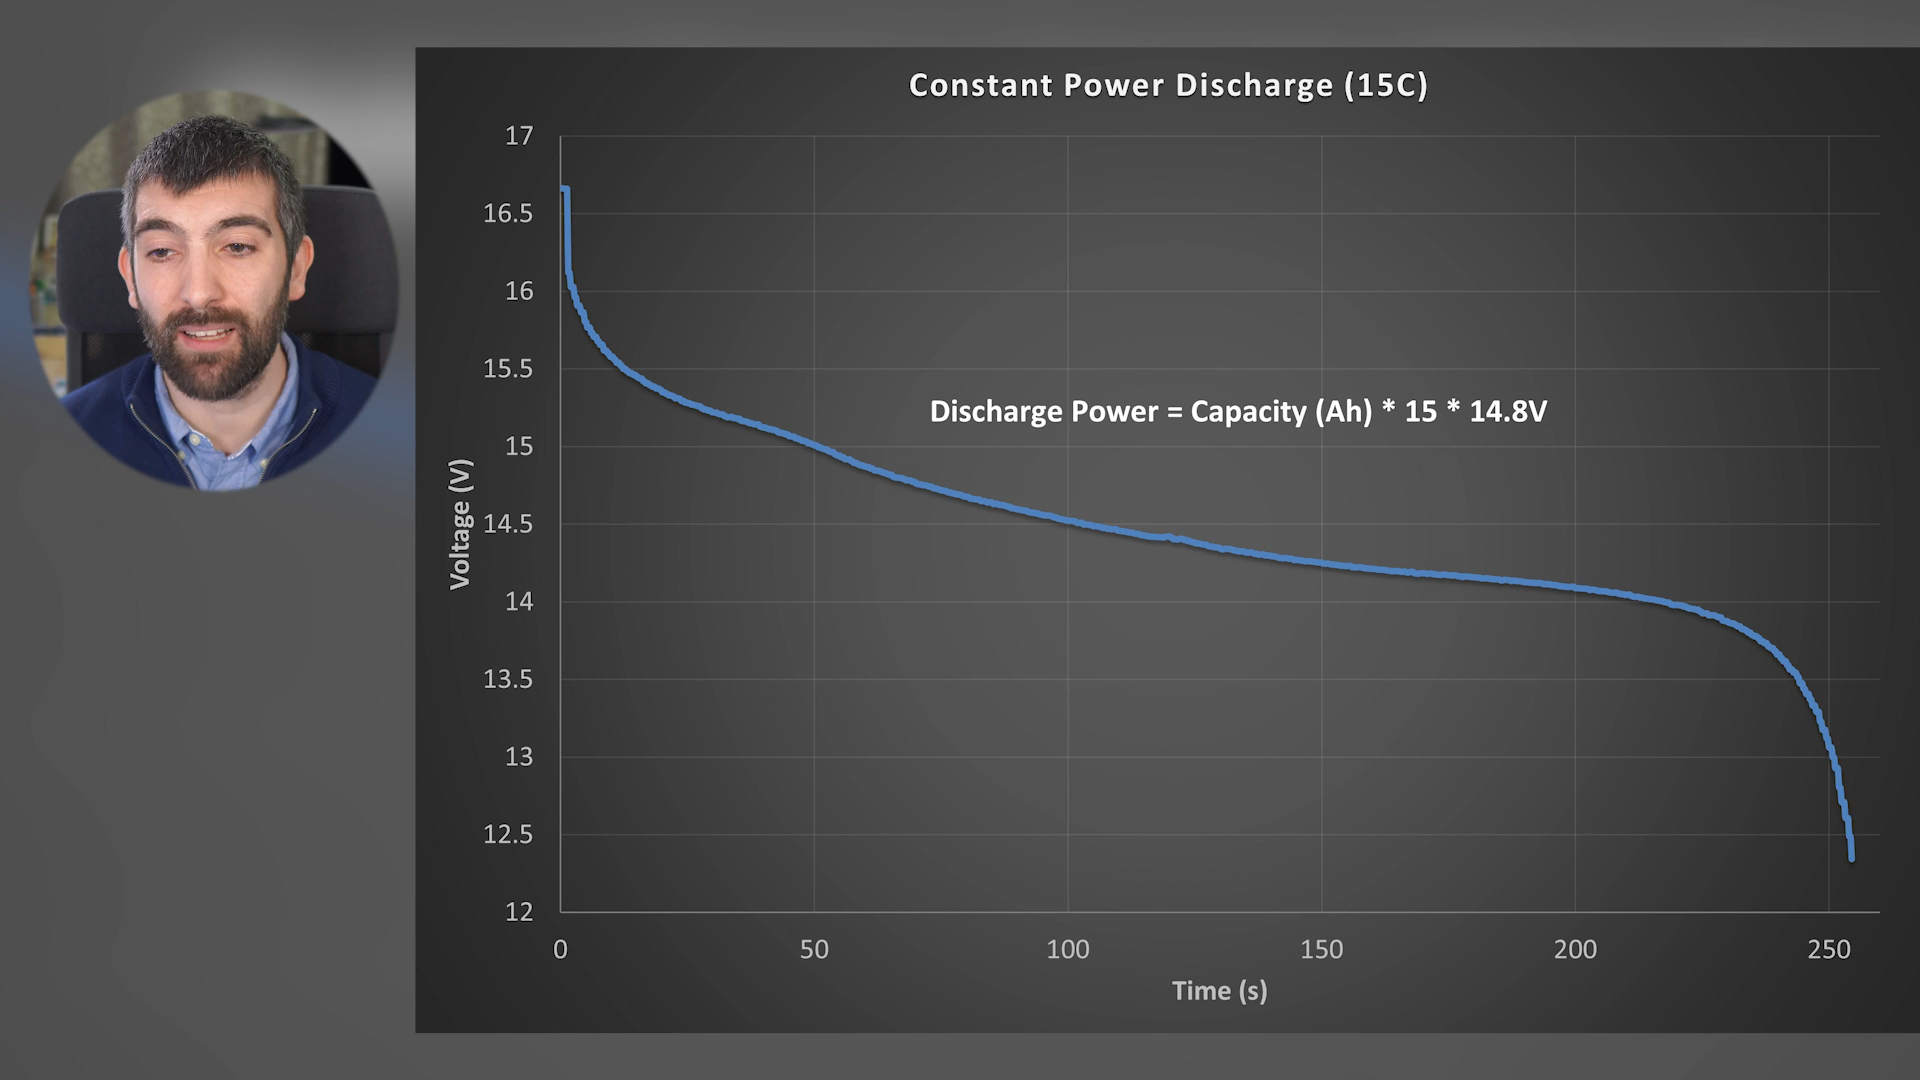 Constant Power Discharge (15C)
17
16.5
16
15.5
15
14.5
14
13.5
13
12.5
12
Voltage (V)
Discharge Power = Capacity (Ah) * 15 * 14.8V
0 50 100 150 200 250
Time (s)